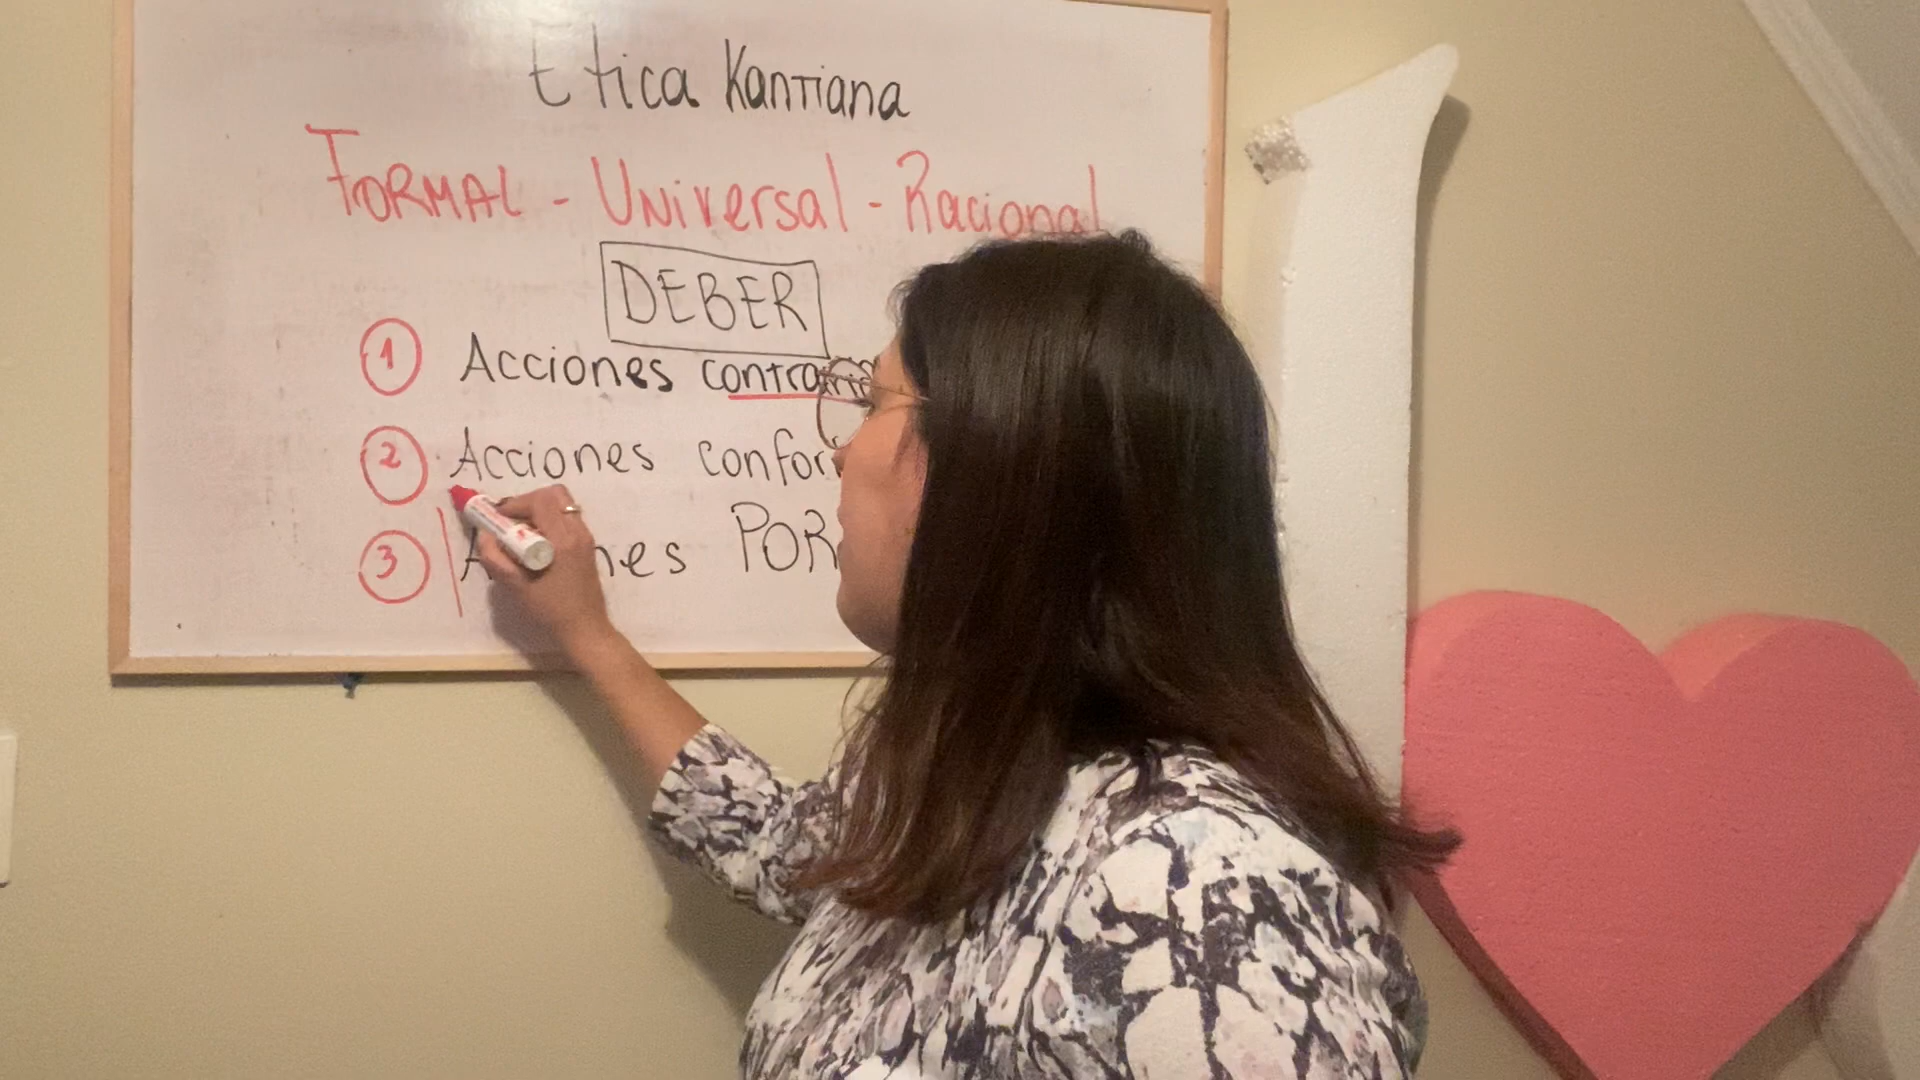 Etica Kantiana
FORMAL - Universal - Racional
DEBER
1 Acciones
2 Acciones
3 POR